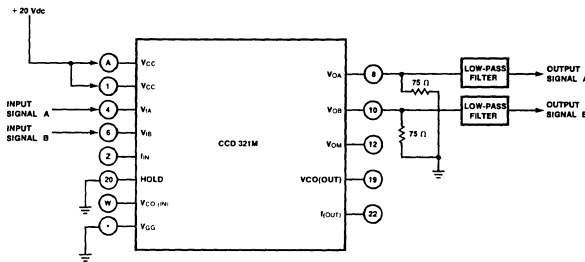 + 20 Vdc
A VCC
1 VCC
INPUT SIGNAL A 4 VIA
INPUT SIGNAL B 6 VIB
Z IIN
20 HOLD
W VCO (IN)
VGG
CCD 321M
VOA 8
75 Ω
LOW-PASS FILTER
OUTPUT SIGNAL A
VOB 10
75 Ω
LOW-PASS FILTER
OUTPUT SIGNAL B
VOM 12
VCO(OUT) 19
f(OUT) 22